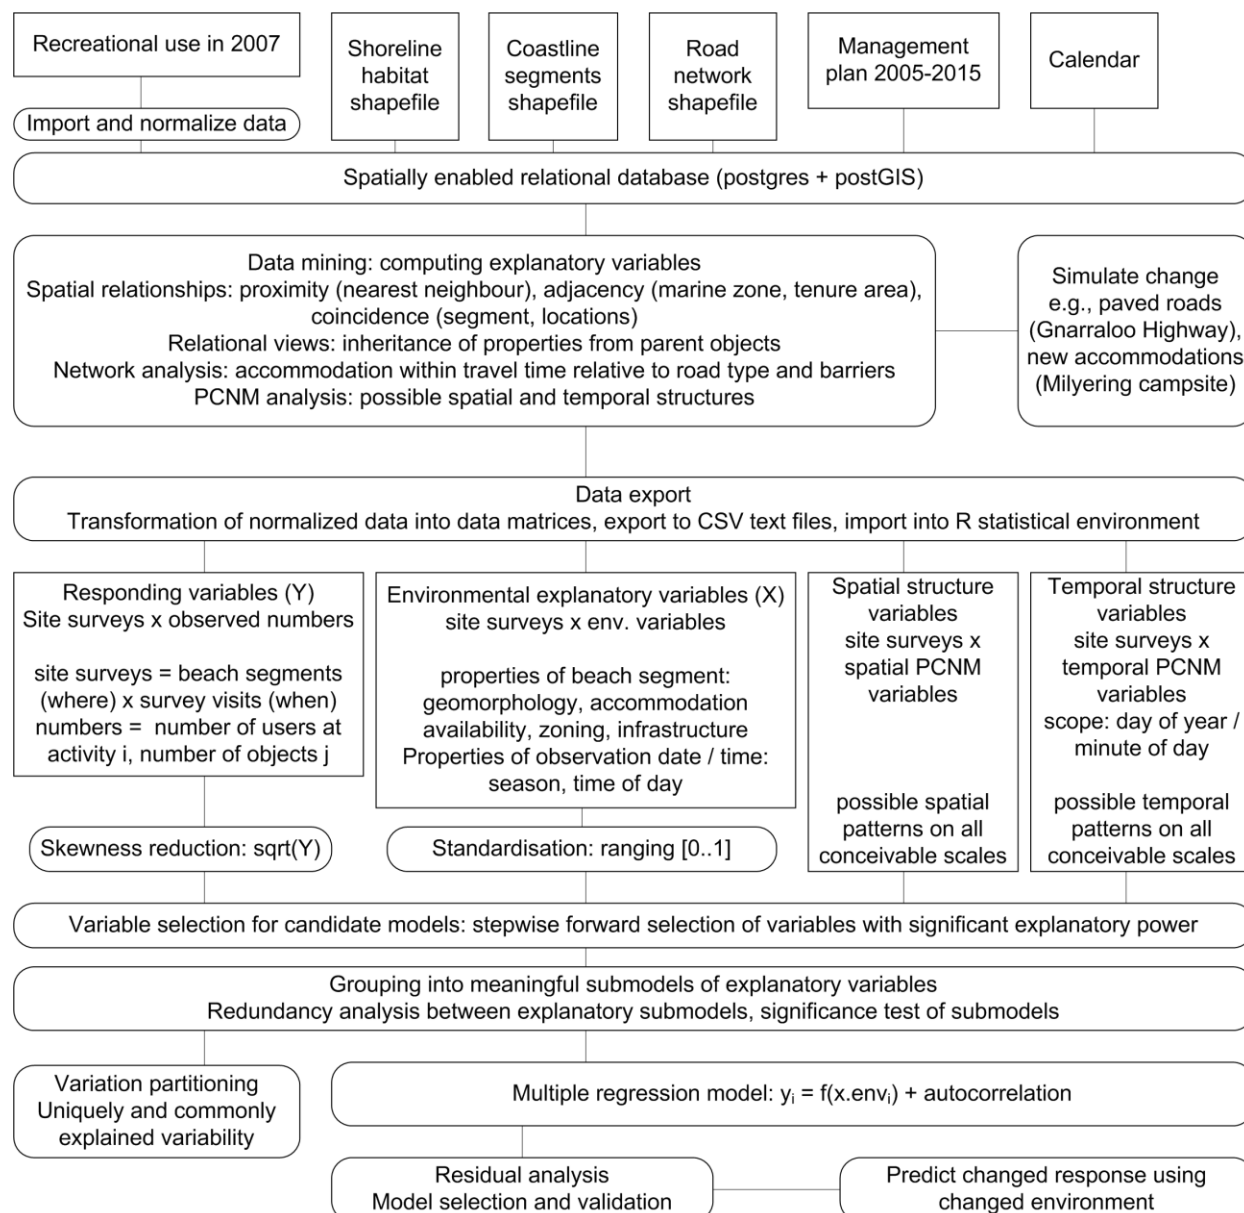 Recreational use in 2007
Import and normalize data
Shoreline
habitat
shapefile
Coastline
segments
shapefile
Road
network
shapefile
Management
plan 2005-2015
Calendar
Spatially enabled relational database (postgres + postGIS)
Data mining: computing explanatory variables
Spatial relationships: proximity (nearest neighbour), adjacency (marine zone, tenure area),
coincidence (segment, locations)
Relational views: inheritance of properties from parent objects
Network analysis: accommodation within travel time relative to road type and barriers
PCNM analysis: possible spatial and temporal structures
Simulate change
e.g., paved roads
(Gnarraloo Highway),
new accommodations
(Milyering campsite)
Data export
Transformation of normalized data into data matrices, export to CSV text files, import into R statistical environment
Responding variables (Y)
Site surveys x observed numbers
site surveys = beach segments
(where) x survey visits (when)
numbers = number of users at
activity i, number of objects j
Skewness reduction: sqrt(Y)
Environmental explanatory variables (X)
site surveys x env. variables
properties of beach segment:
geomorphology, accommodation
availability, zoning, infrastructure
Properties of observation date / time:
season, time of day
Standardisation: ranging [0..1]
Spatial structure
variables
site surveys x
spatial PCNM
variables
possible spatial
patterns on all
conceivable scales
Temporal structure
variables
site surveys x
temporal PCNM
variables
scope: day of year /
minute of day
possible temporal
patterns on all
conceivable scales
Variable selection for candidate models: stepwise forward selection of variables with significant explanatory power
Grouping into meaningful submodels of explanatory variables
Redundancy analysis between explanatory submodels, significance test of submodels
Variation partitioning
Uniquely and commonly
explained variability
Multiple regression model: yᵢ = f(x.envᵢ) + autocorrelation
Residual analysis
Model selection and validation
Predict changed response using
changed environment